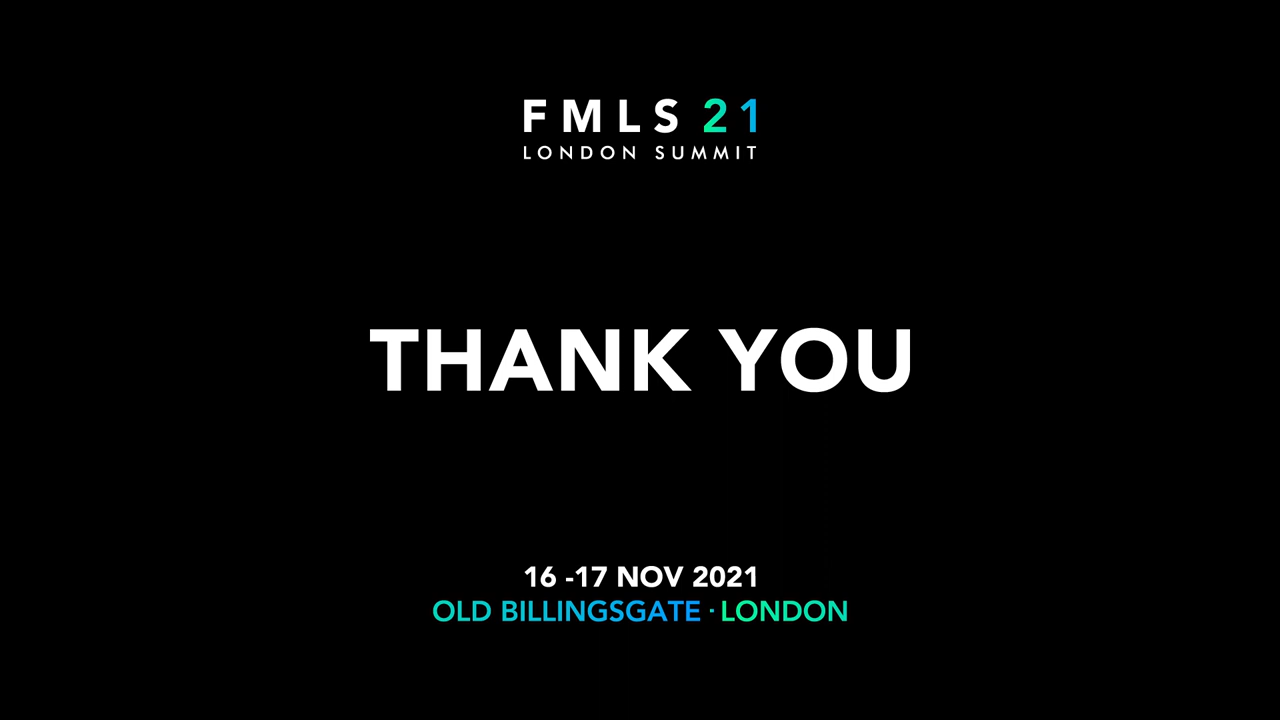 FMLS 21
LONDON SUMMIT
THANK YOU
16 -17 NOV 2021
OLD BILLINGSGATE · LONDON